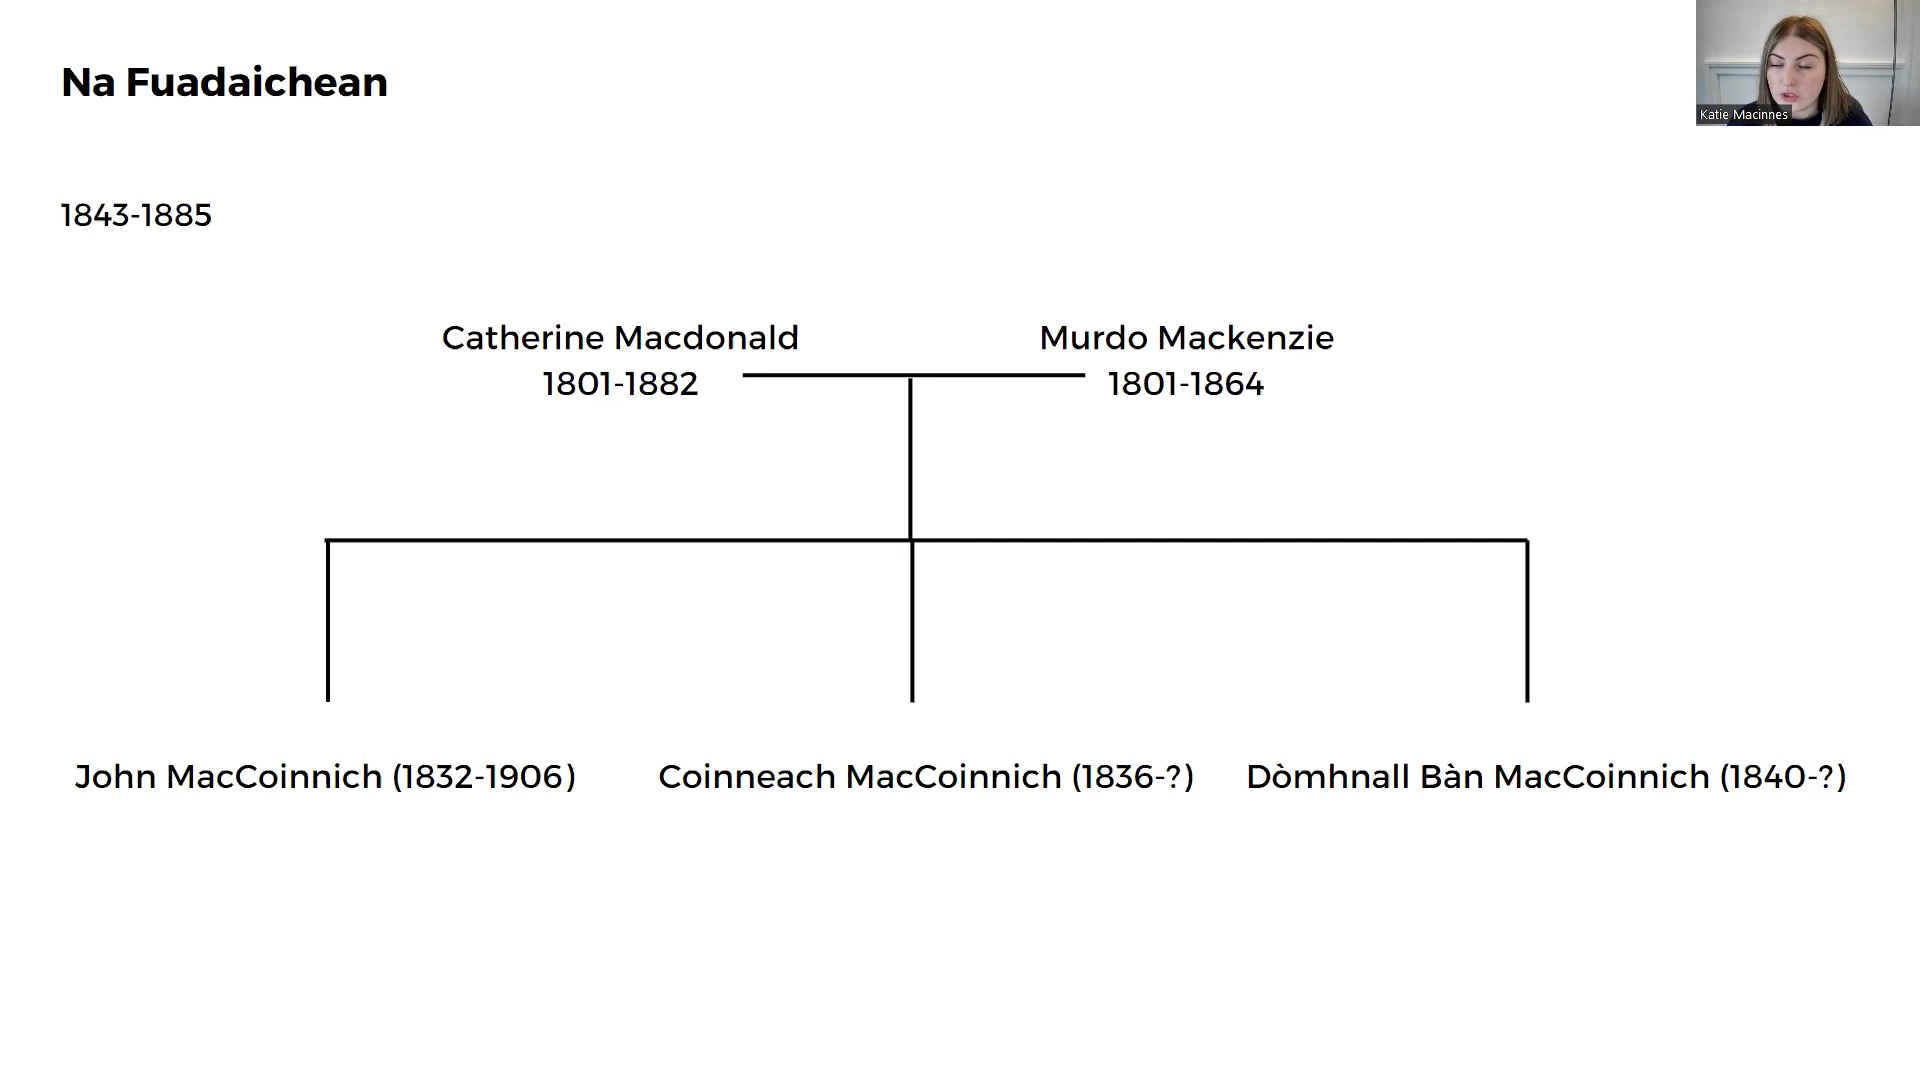 Na Fuadaichean
Katie Macinnes
1843-1885
Catherine Macdonald
1801-1882
Murdo Mackenzie
1801-1864
John MacCoinnich (1832-1906)
Coinneach MacCoinnich (1836-?)
Dòmhnall Bàn MacCoinnich (1840-?)